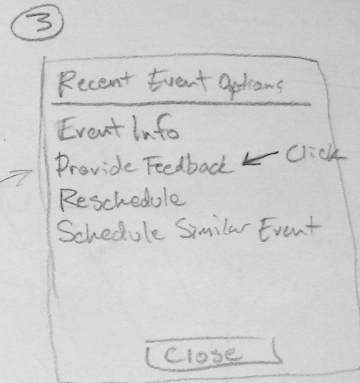 3
Recent Event Options
Event Info
Provide Feedback Click
Reschedule
Schedule Similar Event
Close